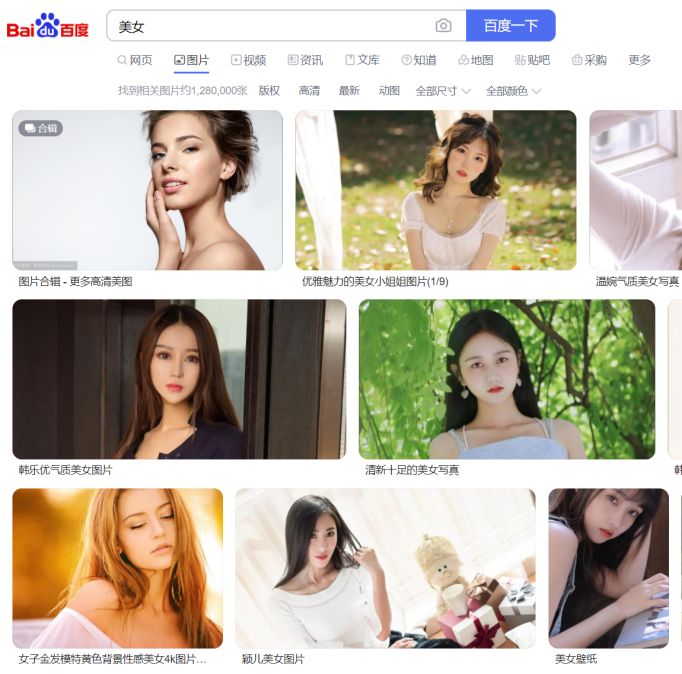 Bai du 百度
美女
百度一下
网页 图片 视频 资讯 文库 知道 地图 贴吧 采购 更多
找到相关图片约1,280,000张 版权 高清 最新 动图 全部尺寸 全部颜色
合辑
图片合辑 - 更多高清美图
优雅魅力的美女小姐姐图片(1/9)
温婉气质美女写真
韩乐优气质美女图片
清新十足的美女写真
女子金发模特黄色背景性感美女4k图片...
颖儿美女图片
美女壁纸